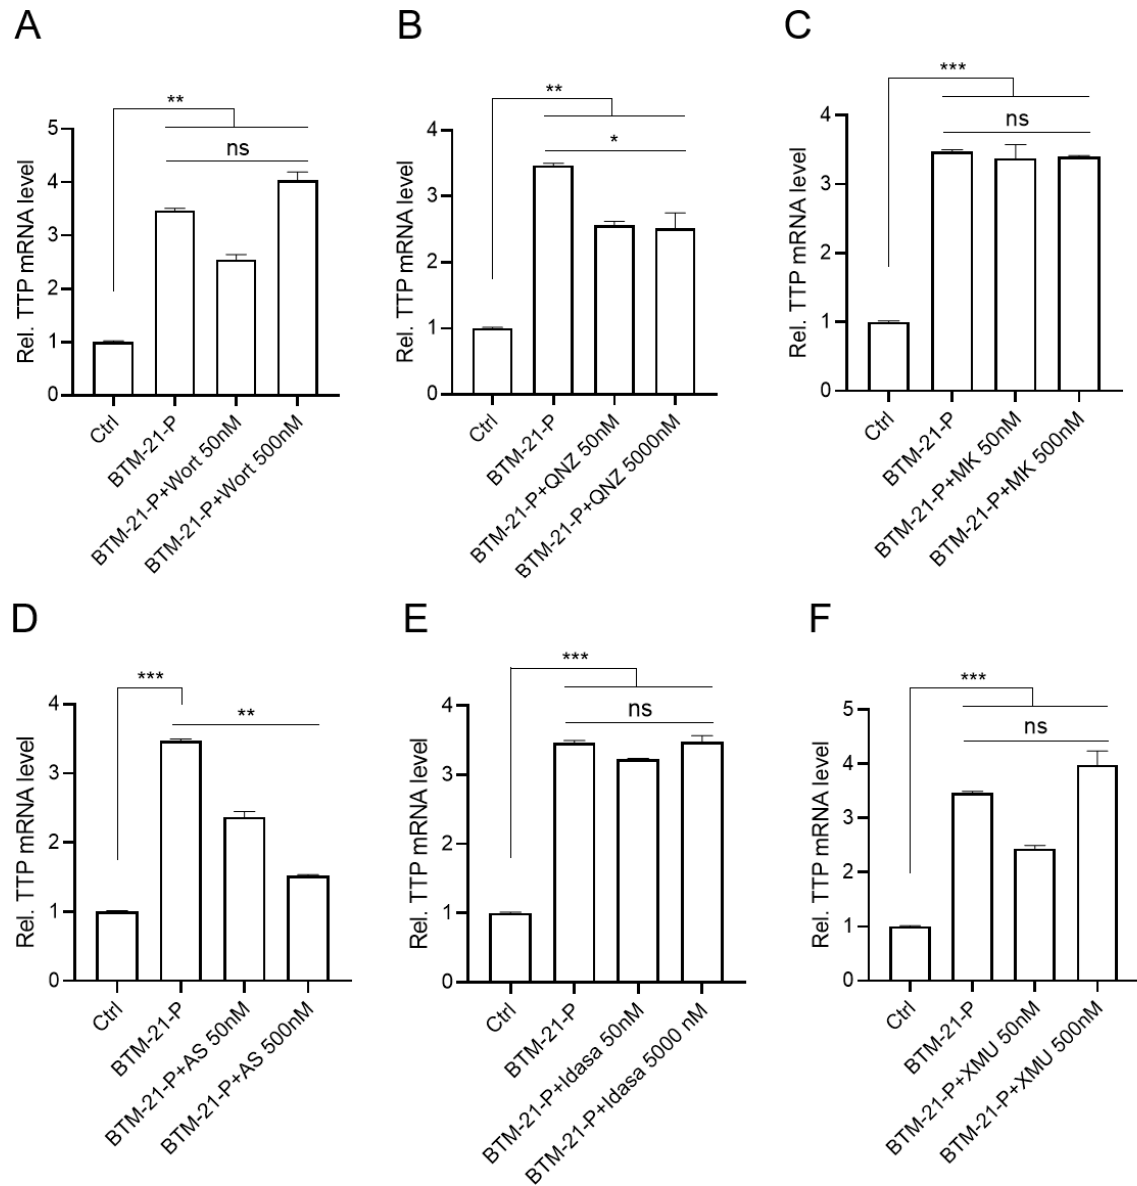 A
**
ns
5
4
3
2
1
0
Rel. TTP mRNA level
Ctrl
BTM-21-P
BTM-21-P+Wort 50nM
BTM-21-P+Wort 500nM
B
**
*
4
3
2
1
0
Rel. TTP mRNA level
Ctrl
BTM-21-P
BTM-21-P+QNZ 50nM
BTM-21-P+QNZ 5000nM
C
***
ns
4
3
2
1
0
Rel. TTP mRNA level
Ctrl
BTM-21-P
BTM-21-P+MK 50nM
BTM-21-P+MK 500nM
D
***
**
4
3
2
1
0
Rel. TTP mRNA level
Ctrl
BTM-21-P
BTM-21-P+AS 50nM
BTM-21-P+AS 500nM
E
***
ns
4
3
2
1
0
Rel. TTP mRNA level
Ctrl
BTM-21-P
BTM-21-P+Idasa 50nM
BTM-21-P+Idasa 5000 nM
F
***
ns
5
4
3
2
1
0
Rel. TTP mRNA level
Ctrl
BTM-21-P
BTM-21-P+XMU 50nM
BTM-21-P+XMU 500nM